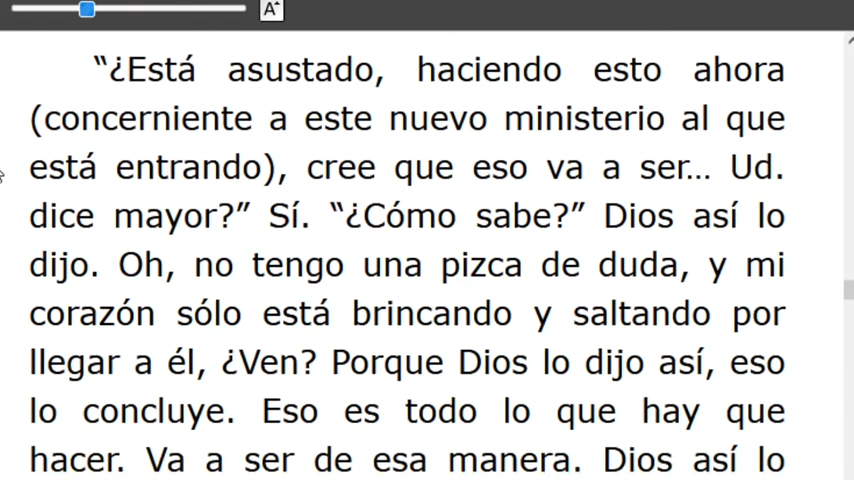 A
“¿Está asustado, haciendo esto ahora
(concerniente a este nuevo ministerio al que
está entrando), cree que eso va a ser... Ud.
dice mayor?” Sí. “¿Cómo sabe?” Dios así lo
dijo. Oh, no tengo una pizca de duda, y mi
corazón sólo está brincando y saltando por
llegar a él, ¿Ven? Porque Dios lo dijo así, eso
lo concluye. Eso es todo lo que hay que
hacer. Va a ser de esa manera. Dios así lo